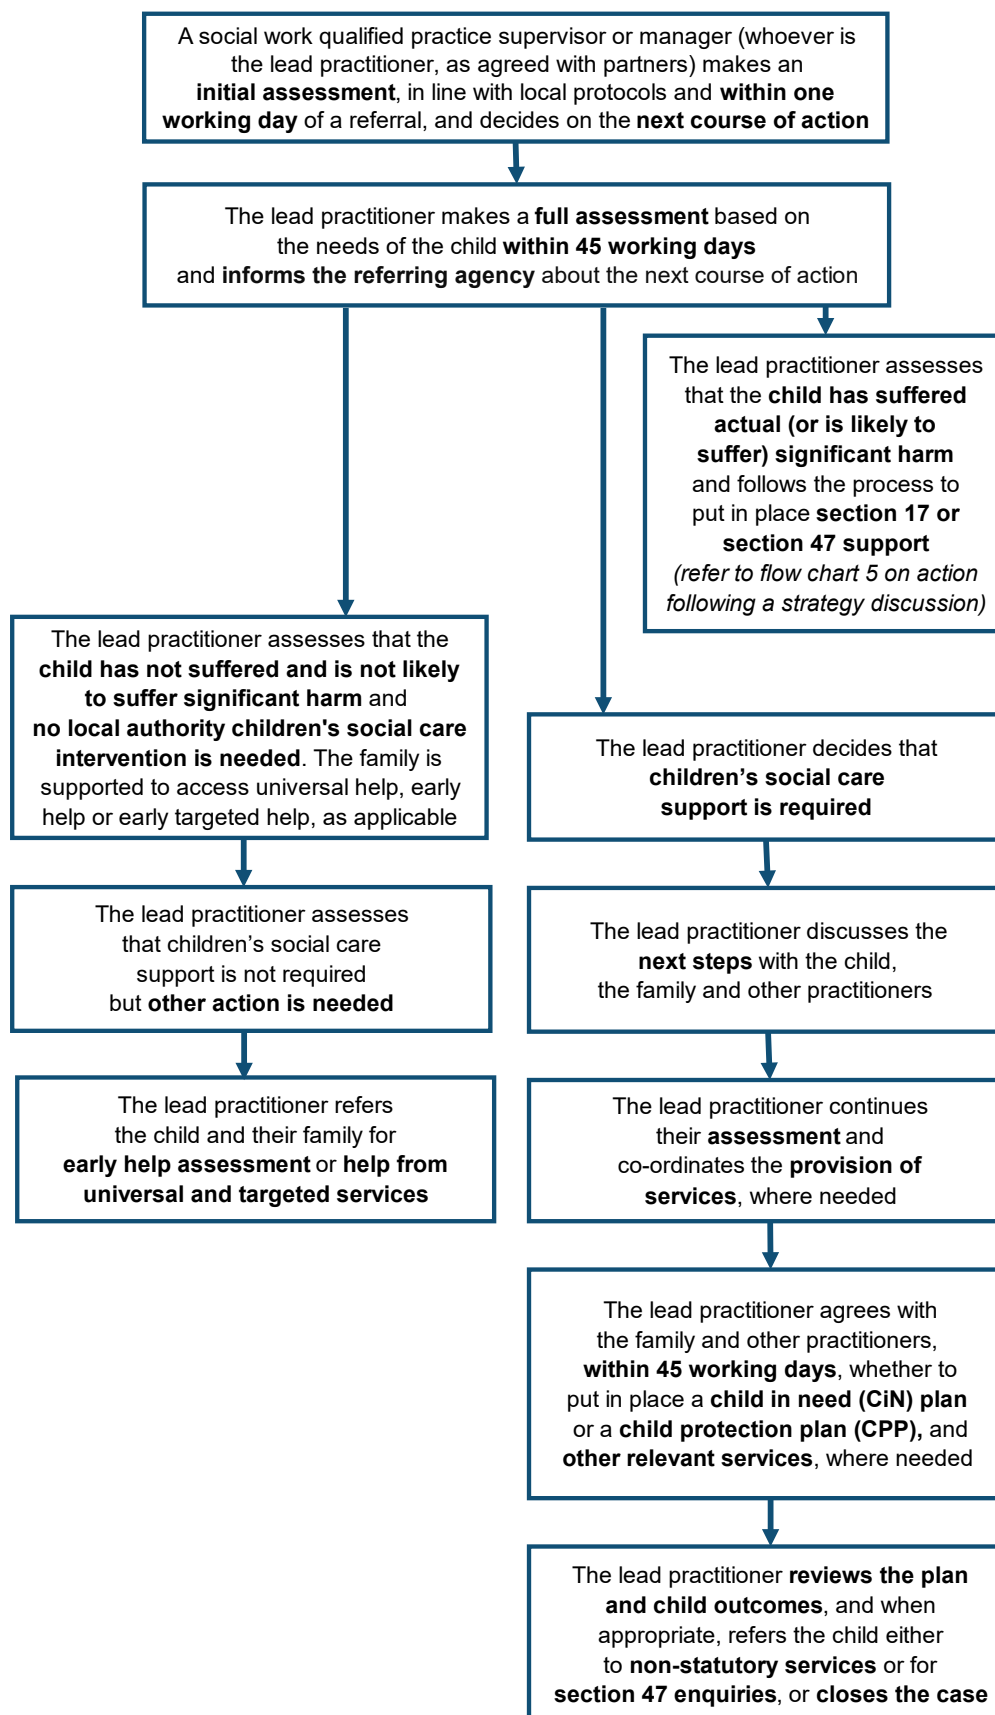 A social work qualified practice supervisor or manager (whoever is
the lead practitioner, as agreed with partners) makes an
initial assessment, in line with local protocols and within one
working day of a referral, and decides on the next course of action
The lead practitioner makes a full assessment based on
the needs of the child within 45 working days
and informs the referring agency about the next course of action
The lead practitioner assesses
that the child has suffered
actual (or is likely to
suffer) significant harm
and follows the process to
put in place section 17 or
section 47 support
(refer to flow chart 5 on action
following a strategy discussion)
The lead practitioner assesses that the
child has not suffered and is not likely
to suffer significant harm and
no local authority children's social care
intervention is needed. The family is
supported to access universal help, early
help or early targeted help, as applicable
The lead practitioner assesses
that children’s social care
support is not required
but other action is needed
The lead practitioner refers
the child and their family for
early help assessment or help from
universal and targeted services
The lead practitioner decides that
children’s social care
support is required
The lead practitioner discusses the
next steps with the child,
the family and other practitioners
The lead practitioner continues
their assessment and
co-ordinates the provision of
services, where needed
The lead practitioner agrees with
the family and other practitioners,
within 45 working days, whether to
put in place a child in need (CiN) plan
or a child protection plan (CPP), and
other relevant services, where needed
The lead practitioner reviews the plan
and child outcomes, and when
appropriate, refers the child either
to non-statutory services or for
section 47 enquiries, or closes the case